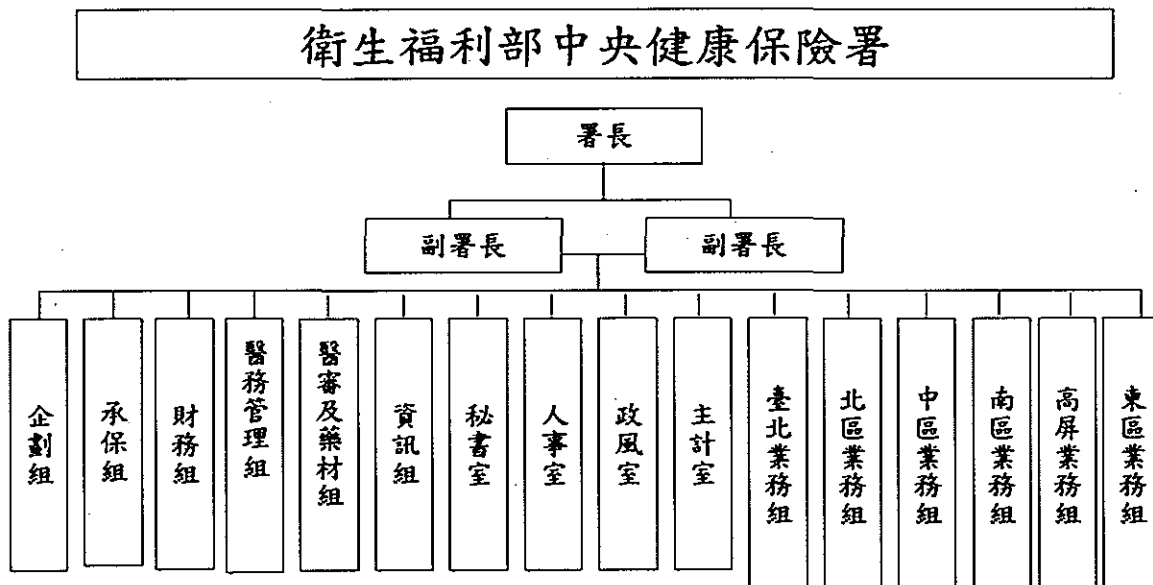 衛生福利部中央健康保險署
署長
副署長
副署長
企劃組
承保組
財務組
醫務管理組
醫審及藥材組
資訊組
秘書室
人事室
政風室
主計室
臺北業務組
北區業務組
中區業務組
南區業務組
高屏業務組
東區業務組